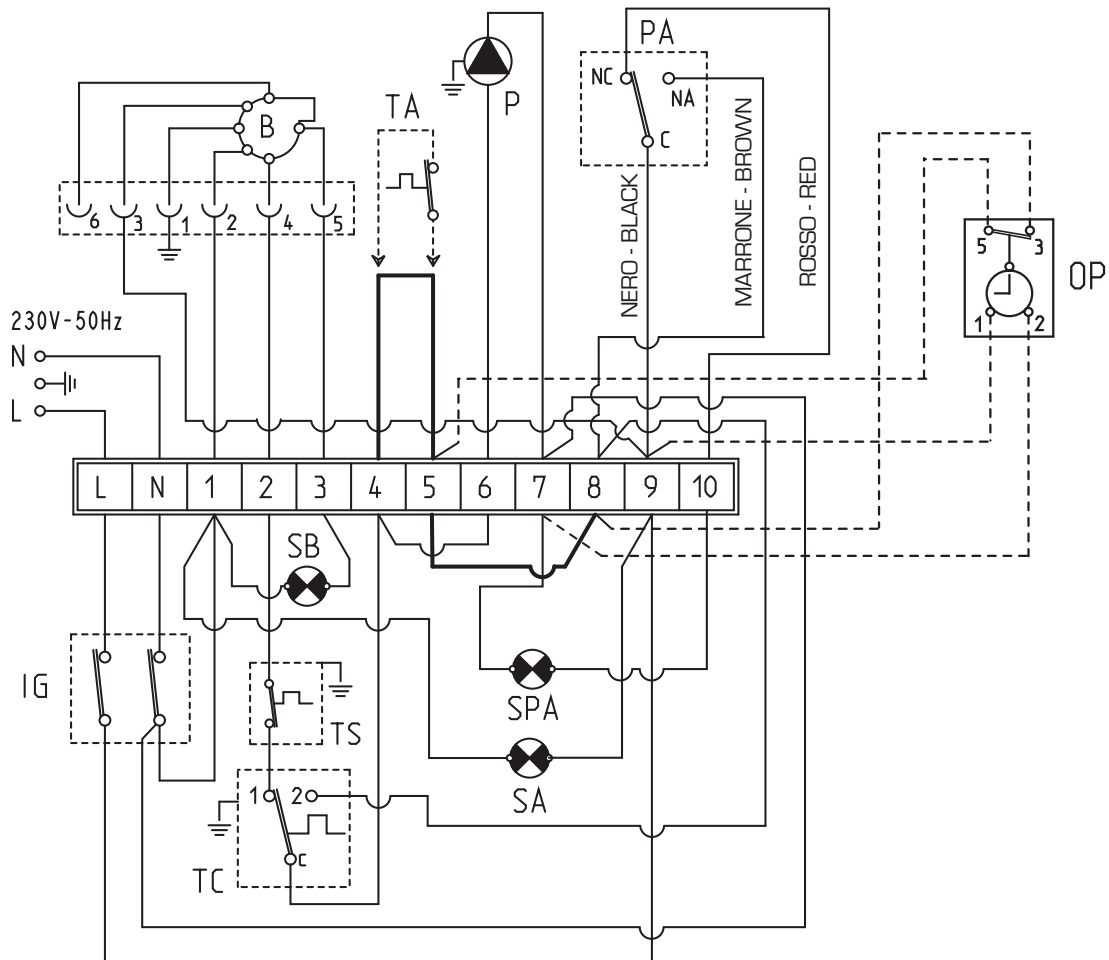 PA
NC
NA
C
P
TA
B
6 3 1 2 4 5
NERO - BLACK
MARRONE - BROWN
ROSSO - RED
5 3
1 2
OP
230V-50Hz
N
L
L N 1 2 3 4 5 6 7 8 9 10
SB
IG
SPA
TS
SA
1 2
C
TC